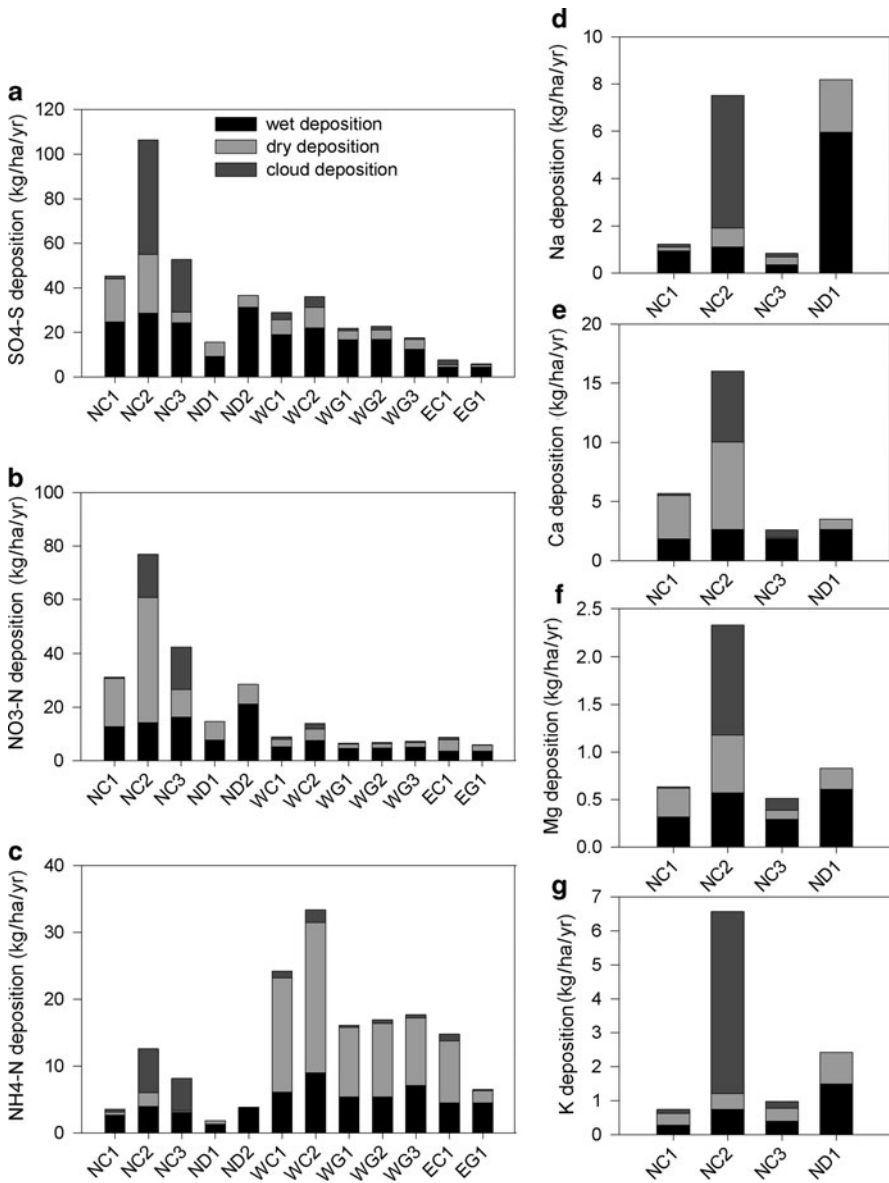 a
SO4-S deposition (kg/ha/yr)
120
100
80
60
40
20
0
wet deposition
dry deposition
cloud deposition
NC1 NC2 NC3 ND1 ND2 WC1 WC2 WG1 WG2 WG3 EC1 EG1
b
NO3-N deposition (kg/ha/yr)
100
80
60
40
20
0
NC1 NC2 NC3 ND1 ND2 WC1 WC2 WG1 WG2 WG3 EC1 EG1
c
NH4-N deposition (kg/ha/yr)
40
30
20
10
0
NC1 NC2 NC3 ND1 ND2 WC1 WC2 WG1 WG2 WG3 EC1 EG1
d
Na deposition (kg/ha/yr)
10
8
6
4
2
0
NC1 NC2 NC3 ND1
e
Ca deposition (kg/ha/yr)
20
15
10
5
0
NC1 NC2 NC3 ND1
f
Mg deposition (kg/ha/yr)
2.5
2.0
1.5
1.0
0.5
0.0
NC1 NC2 NC3 ND1
g
K deposition (kg/ha/yr)
7
6
5
4
3
2
1
0
NC1 NC2 NC3 ND1